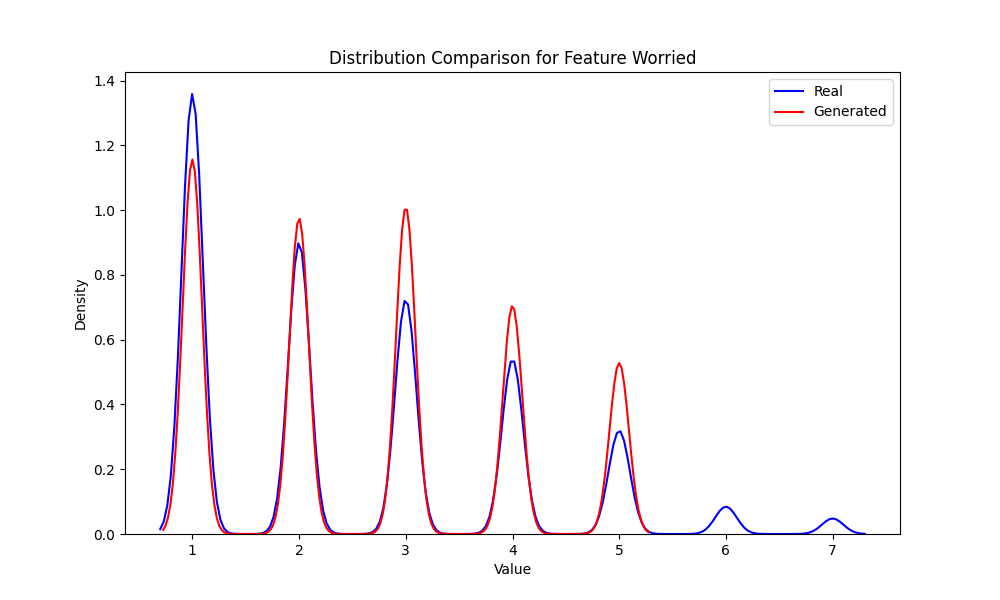 Distribution Comparison for Feature Worried
Real
Generated
Density
1.4
1.2
1.0
0.8
0.6
0.4
0.2
0.0
1 2 3 4 5 6 7
Value